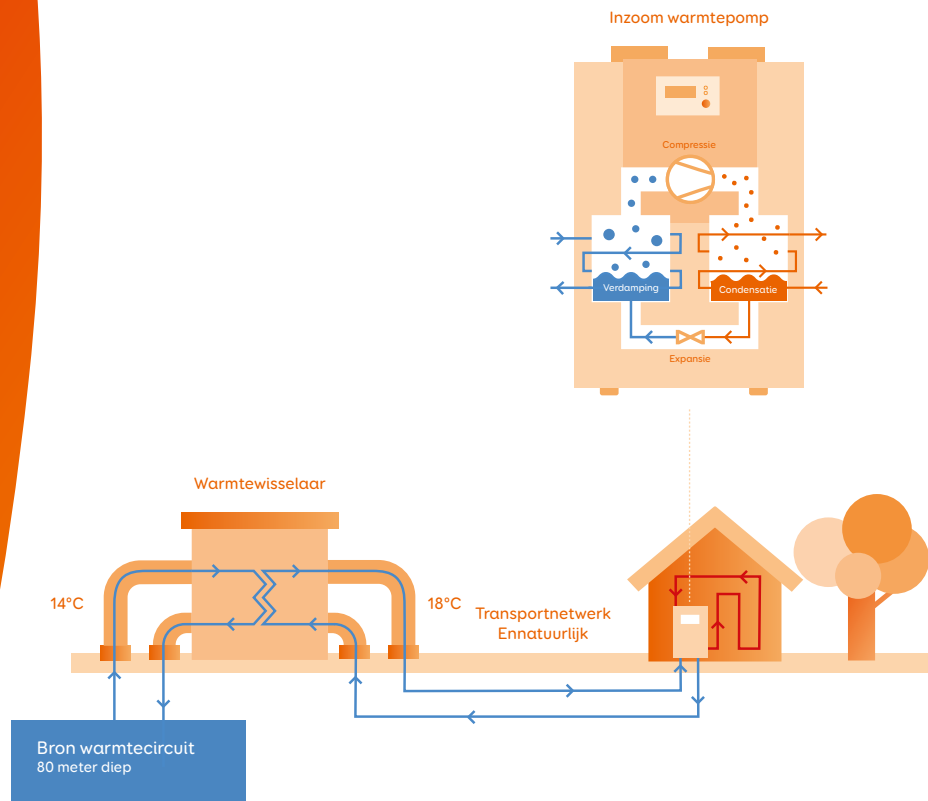 Inzoom warmtepomp
Compressie
Verdamping
Condensatie
Expansie
Warmtewisselaar
14°C
18°C
Transportnetwerk
Ennatuurlijk
Bron warmtecircuit
80 meter diep